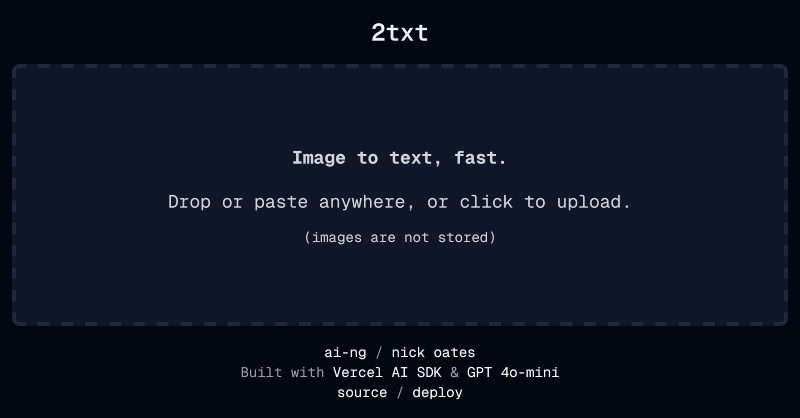 2txt
Image to text, fast.
Drop or paste anywhere, or click to upload.
(images are not stored)
ai-ng / nick oates
Built with Vercel AI SDK & GPT 4o-mini
source / deploy